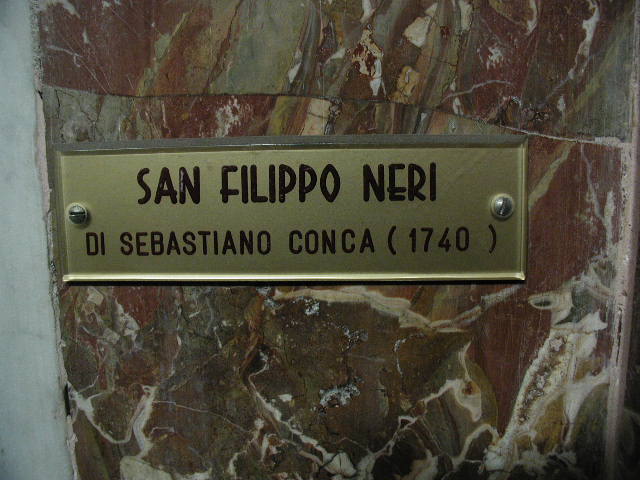 SAN FILIPPO NERI
DI SEBASTIANO CONCA ( 1740 )